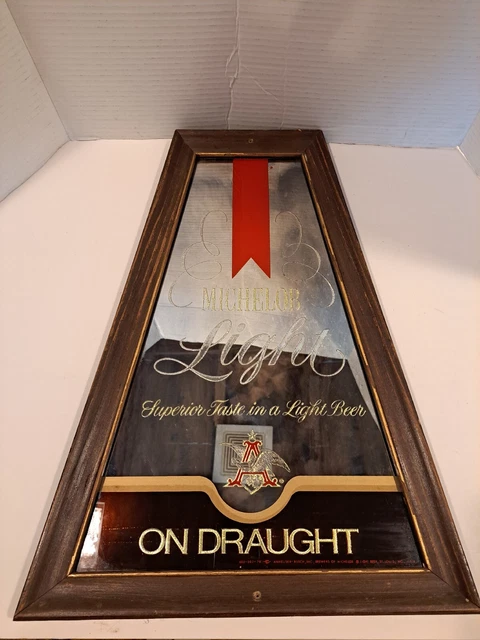 MICHELOB
Light
Superior Taste in a Light Beer
A
ON DRAUGHT